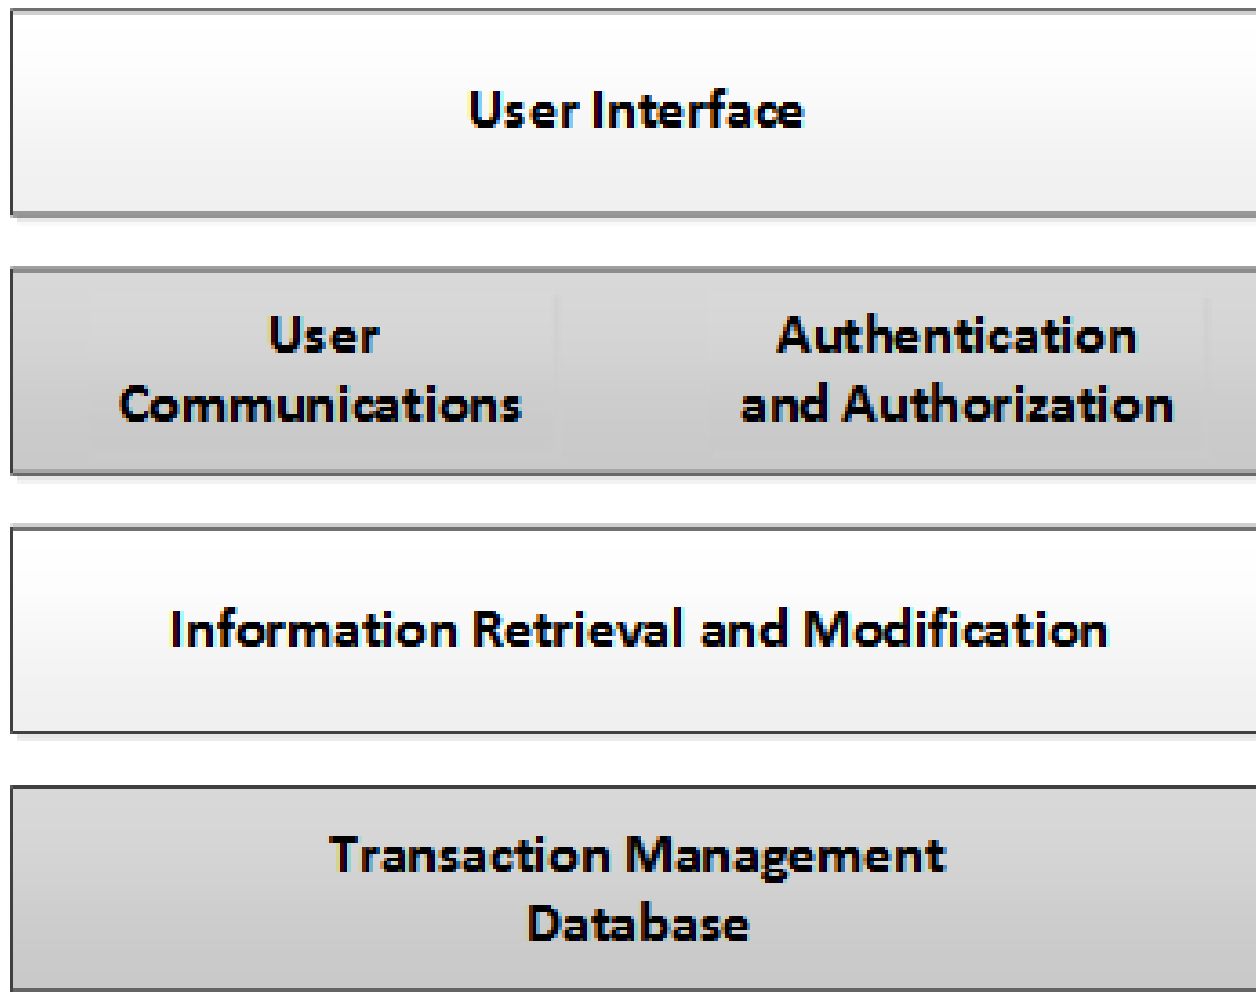 User Interface
User
Communications
Authentication
and Authorization
Information Retrieval and Modification
Transaction Management
Database